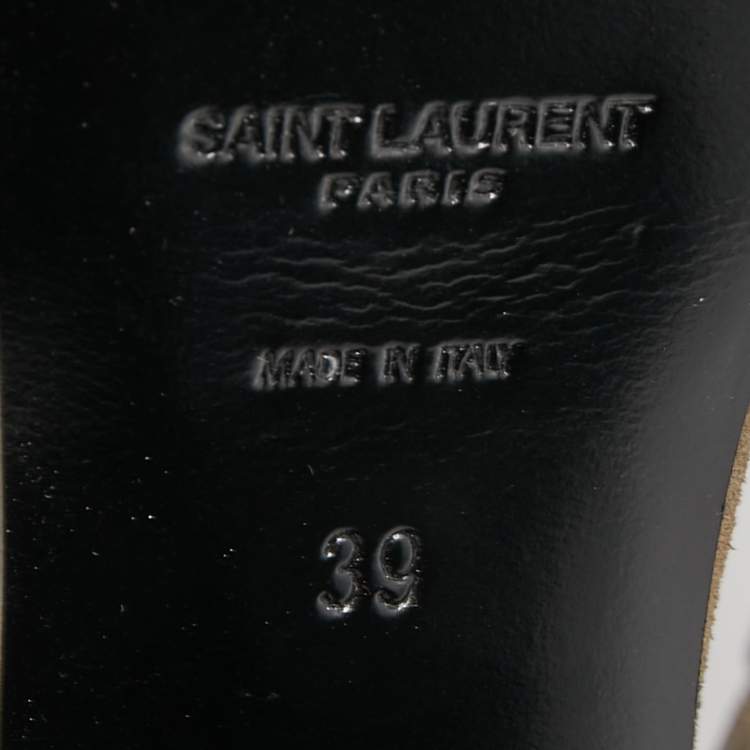 SAINT LAURENT
PARIS
MADE IN ITALY
39